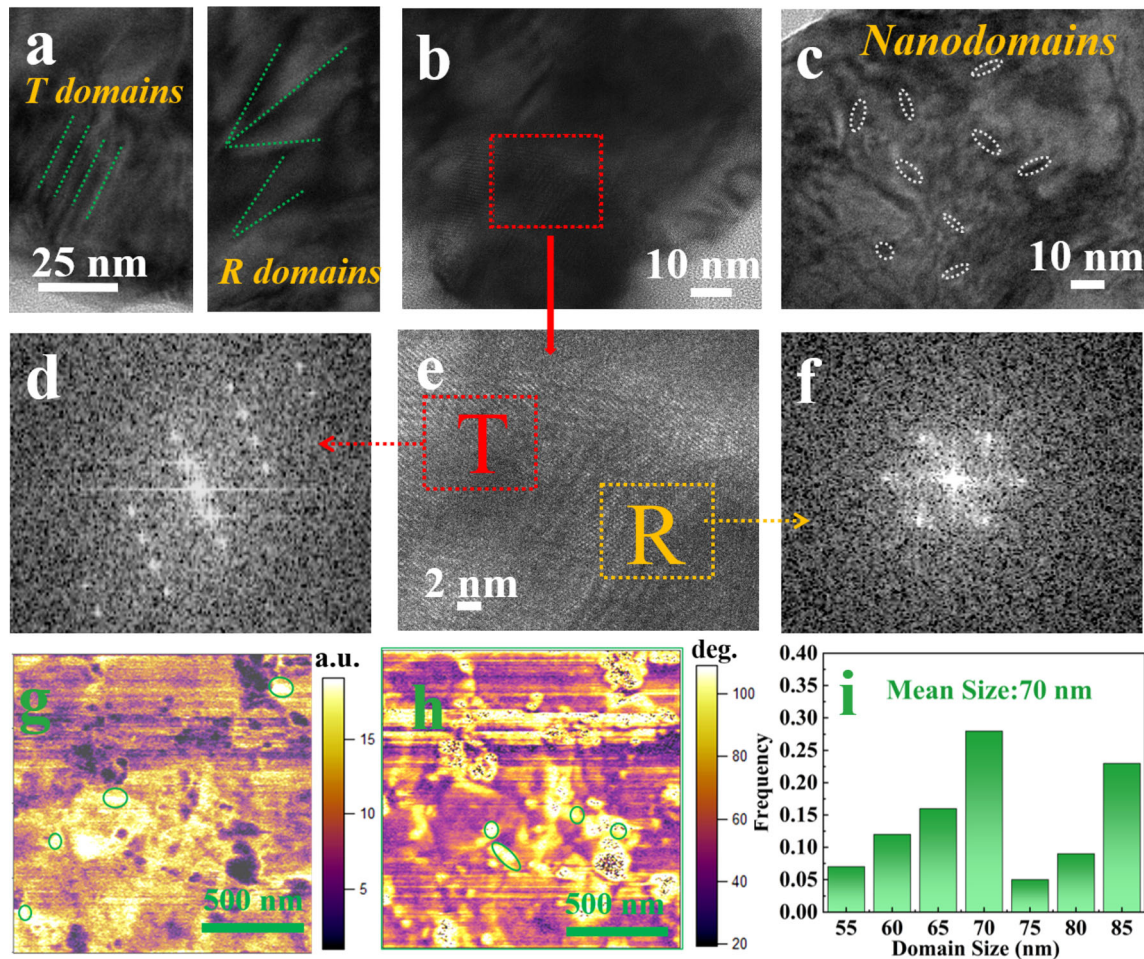 a
T domains
25 nm
R domains
b
10 nm
c
Nanodomains
10 nm
d
e
T
R
2 nm
f
g
a.u.
15
10
5
500 nm
h
deg.
100
80
60
40
20
500 nm
i
Mean Size:70 nm
Frequency
0.40
0.35
0.30
0.25
0.20
0.15
0.10
0.05
0.00
55 60 65 70 75 80 85
Domain Size (nm)